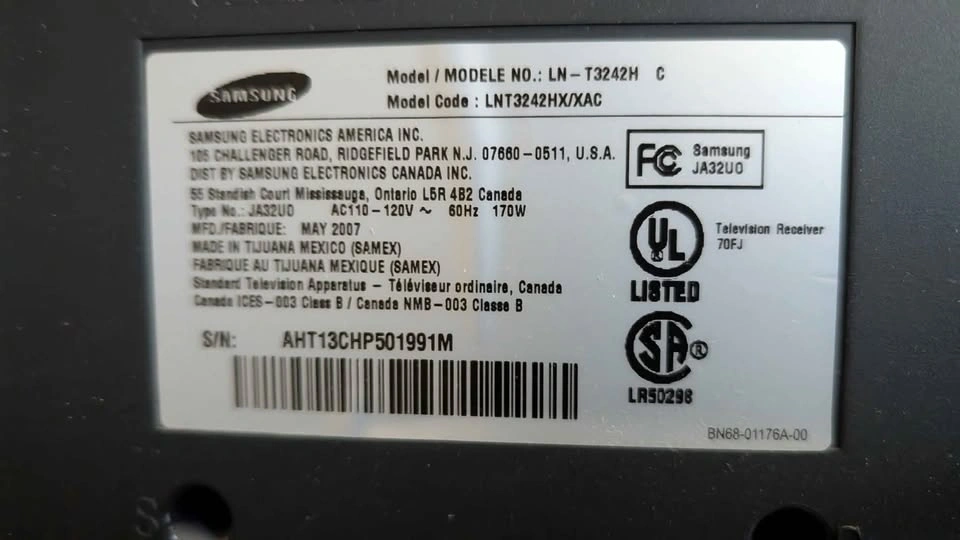 SAMSUNG
Model / MODELE NO.: LN-T3242H C
Model Code : LNT3242HX/XAC
SAMSUNG ELECTRONICS AMERICA INC.
105 CHALLENGER ROAD, RIDGEFIELD PARK N.J. 07660-0511, U.S.A.
DIST BY SAMSUNG ELECTRONICS CANADA INC.
55 Standish Court Mississauga, Ontario L5R 4B2 Canada
Type No.: JA32U0 AC110-120V ~ 60Hz 170W
MFD./FABRIQUE: MAY 2007
MADE IN TIJUANA MEXICO (SAMEX)
FABRIQUE AU TIJUANA MEXIQUE (SAMEX)
Standard Television Apparatus - Téléviseur ordinaire, Canada
Canada ICES-003 Class B / Canada NMB-003 Classe B
S/N: AHT13CHP501991M
FC Samsung
JA32U0
UL ® Television Receiver
70FJ
LISTED
SA ®
LR50298
BN68-01176A-00
S